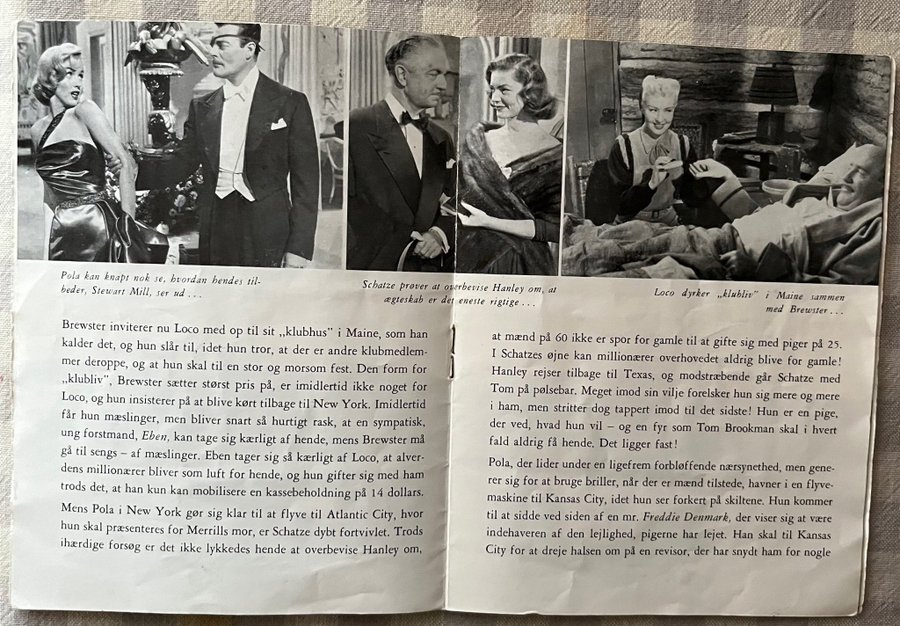 Pola kan knapt nok se, hvordan hendes til-
beder, Stewart Mill, ser ud . . .
Schatze prøver at overbevise Hanley om, at
ægteskab er det eneste rigtige . . .
Loco dyrker „klubliv" i Maine sammen
med Brewster . . .
Brewster inviterer nu Loco med op til sit „klubhus" i Maine, som han
kalder det, og hun slår til, idet hun tror, at der er andre klubmedlem-
mer deroppe, og at hun skal til en stor og morsom fest. Den form for
„klubliv", Brewster sætter størst pris på, er imidlertid ikke noget for
Loco, og hun insisterer på at blive kørt tilbage til New York. Imidlertid
får hun mæslinger, men bliver snart så hurtigt rask, at en sympatisk,
ung forstmand, Eben, kan tage sig kærligt af hende, mens Brewster må
gå til sengs – af mæslinger. Eben tager sig så kærligt af Loco, at alver-
dens millionærer bliver som luft for hende, og hun gifter sig med ham
trods det, at han kun kan mobilisere en kassebeholdning på 14 dollars.
Mens Pola i New York gør sig klar til at flyve til Atlantic City, hvor
hun skal præsenteres for Merrills mor, er Schatze dybt fortvivlet. Trods
ihærdige forsøg er det ikke lykkedes hende at overbevise Hanley om,
at mænd på 60 ikke er spor for gamle til at gifte sig med piger på 25.
I Schatzes øjne kan millionærer overhovedet aldrig blive for gamle!
Hanley rejser tilbage til Texas, og modstræbende går Schatze med
Tom på pølsebar. Meget imod sin vilje forelsker hun sig mere og mere
i ham, men stritter dog tappert imod til det sidste! Hun er en pige,
der ved, hvad hun vil – og en fyr som Tom Brookman skal i hvert
fald aldrig få hende. Det ligger fast!
Pola, der lider under en ligefrem forbløffende nærsynethed, men gene-
rer sig for at bruge briller, når der er mænd tilstede, havner i en flyve-
maskine til Kansas City, idet hun ser forkert på skiltene. Hun kommer
til at sidde ved siden af en mr. Freddie Denmark, der viser sig at være
indehaveren af den lejlighed, pigerne har lejet. Han skal til Kansas
City for at dreje halsen om på en revisor, der har snydt ham for nogle